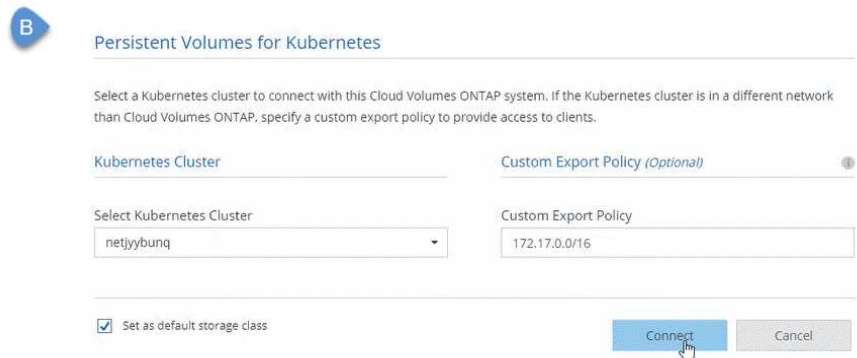 B
Persistent Volumes for Kubernetes
Select a Kubernetes cluster to connect with this Cloud Volumes ONTAP system. If the Kubernetes cluster is in a different network
than Cloud Volumes ONTAP, specify a custom export policy to provide access to clients.
Kubernetes Cluster
Custom Export Policy (Optional)
i
Select Kubernetes Cluster
Custom Export Policy
netjyybunq
172.17.0.0/16
Set as default storage class
Connect
Cancel